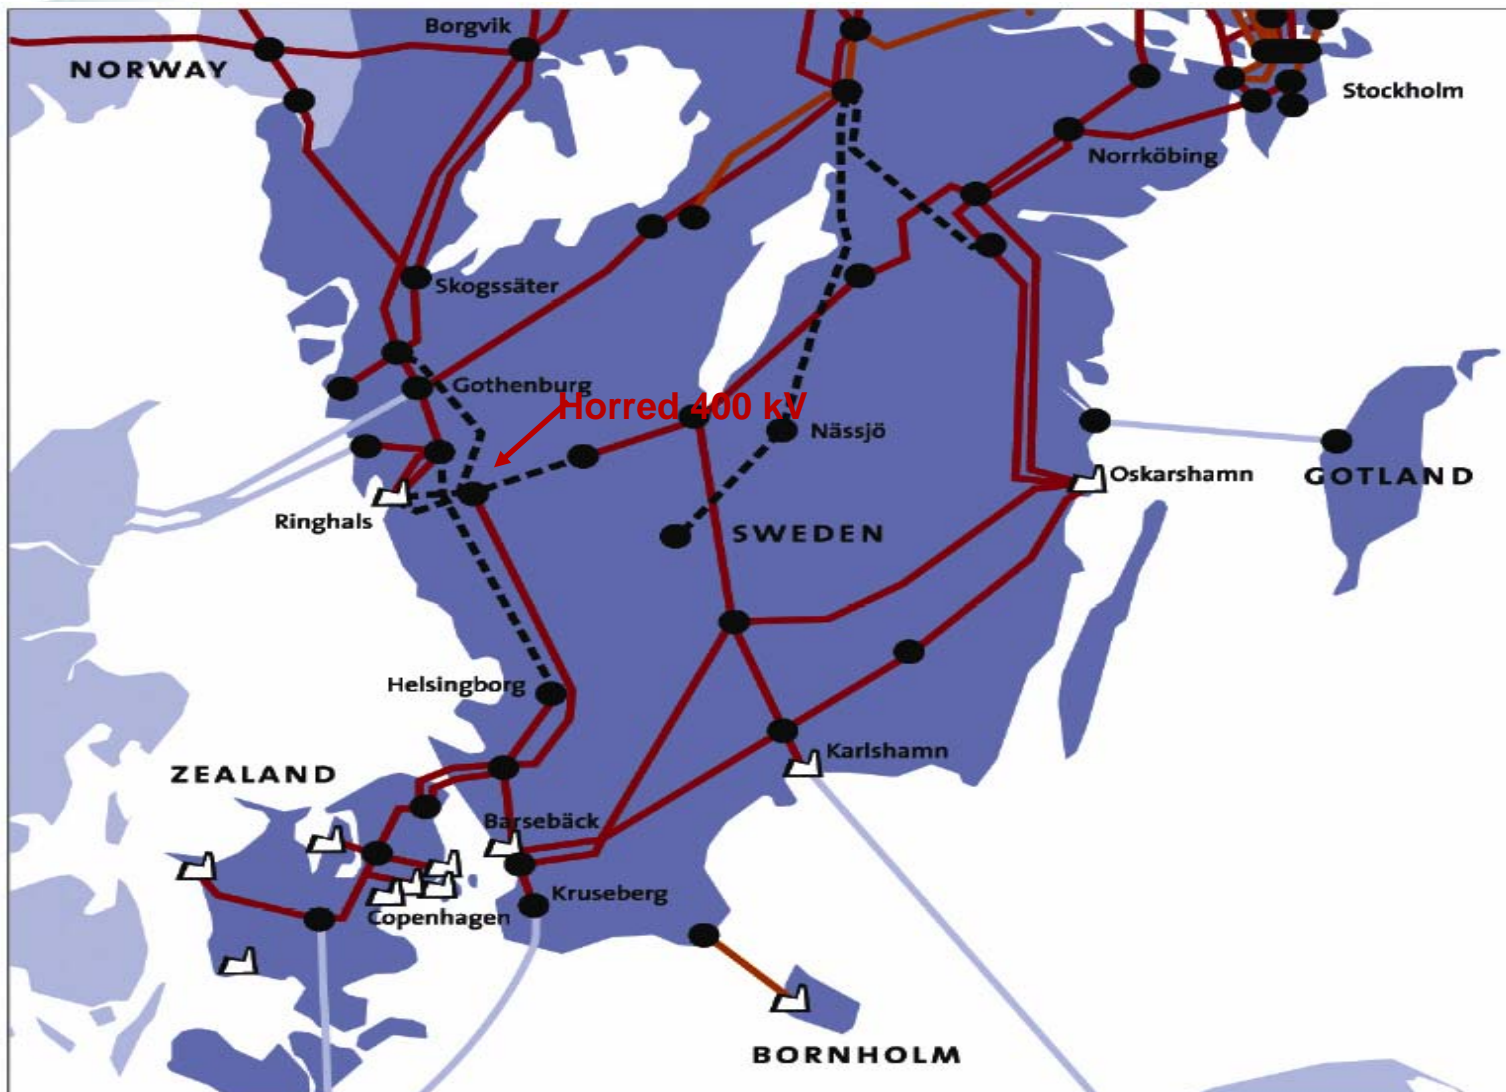 Borgvik
NORWAY
Stockholm
Norrköbing
Skogssäter
Gothenburg
Horred 400 kV
Nässjö
Oskarshamn
GOTLAND
Ringhals
SWEDEN
Helsingborg
Karlshamn
ZEALAND
Barsebäck
Kruseberg
Copenhagen
BORNHOLM